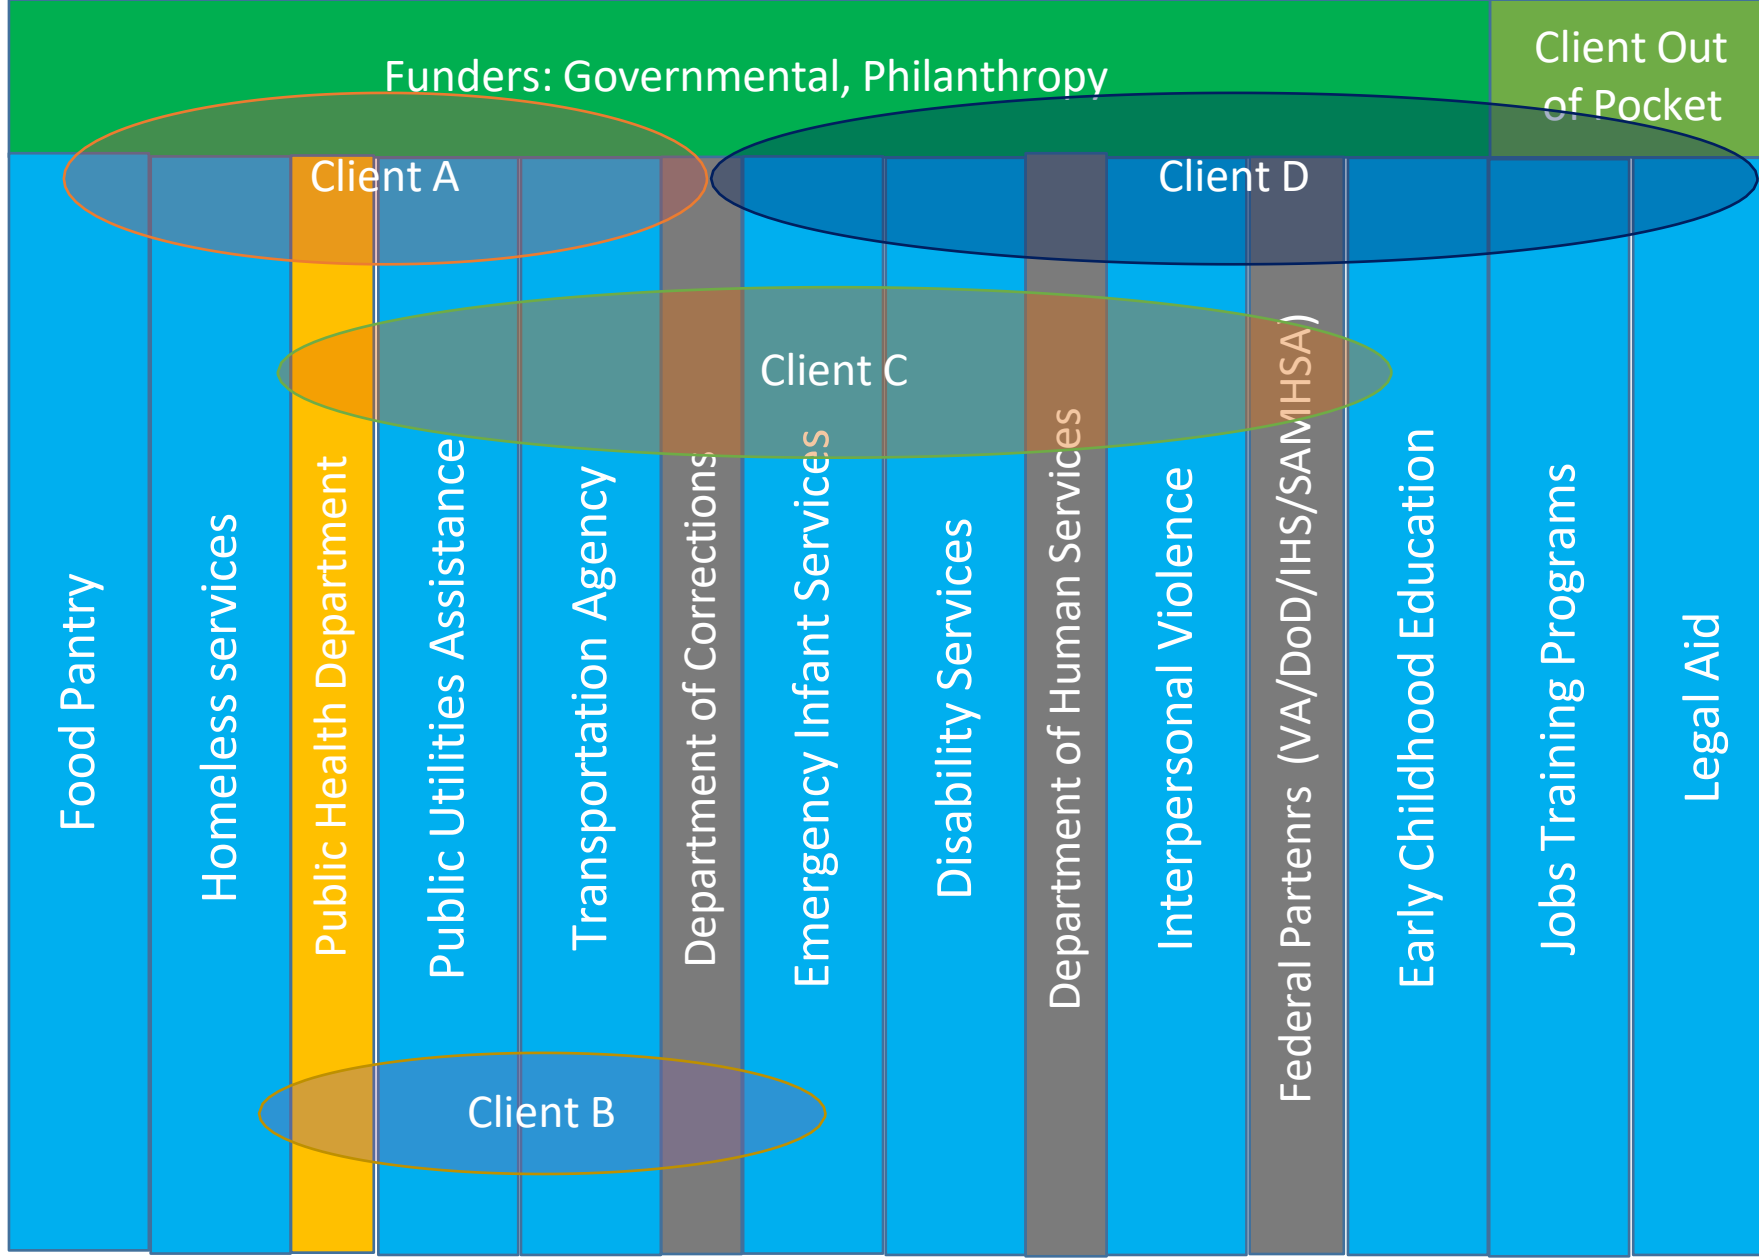 Funders: Governmental, Philanthropy
Client Out
of Pocket
Client A
Client D
Client C
Client B
Food Pantry
Homeless services
Public Health Department
Public Utilities Assistance
Transportation Agency
Department of Corrections
Emergency Infant Services
Disability Services
Department of Human Services
Interpersonal Violence
Federal Partenrs (VA/DoD/IHS/SAMHSA)
Early Childhood Education
Jobs Training Programs
Legal Aid